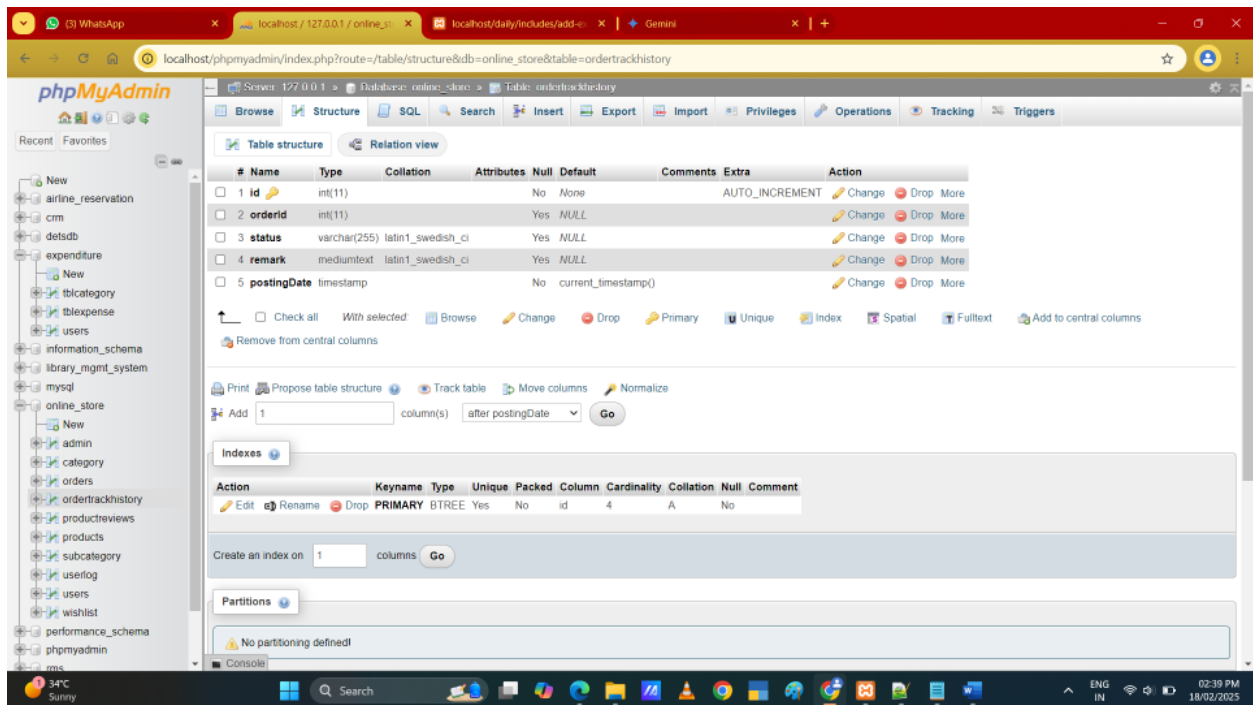 (3) WhatsApp
localhost / 127.0.0.1 / online_st
localhost/daily/includes/add-e
Gemini
localhost/phpmyadmin/index.php?route=/table/structure&db=online_store&table=ordertrackhistory
phpMyAdmin
Recent Favorites
New
airline_reservation
crm
detsdb
expenditure
New
tblcategory
tblexpense
users
information_schema
library_mgmt_system
mysql
online_store
New
admin
category
orders
ordertrackhistory
productreviews
products
subcategory
userlog
users
wishlist
performance_schema
phpmyadmin
rms
Server: 127.0.0.1 » Database: online_store » Table: ordertrackhistory
Browse Structure SQL Search Insert Export Import Privileges Operations Tracking Triggers
Table structure Relation view
# Name Type Collation Attributes Null Default Comments Extra Action
1 id int(11) No None AUTO_INCREMENT Change Drop More
2 orderId int(11) Yes NULL Change Drop More
3 status varchar(255) latin1_swedish_ci Yes NULL Change Drop More
4 remark mediumtext latin1_swedish_ci Yes NULL Change Drop More
5 postingDate timestamp No current_timestamp() Change Drop More
Check all With selected: Browse Change Drop Primary Unique Index Spatial Fulltext Add to central columns
Remove from central columns
Print Propose table structure Track table Move columns Normalize
Add 1 column(s) after postingDate Go
Indexes
Action Keyname Type Unique Packed Column Cardinality Collation Null Comment
Edit Rename Drop PRIMARY BTREE Yes No id 4 A No
Create an index on 1 columns Go
Partitions
No partitioning defined!
Console
1
34°C
Sunny
Search
ENG
IN
02:39 PM
18/02/2025